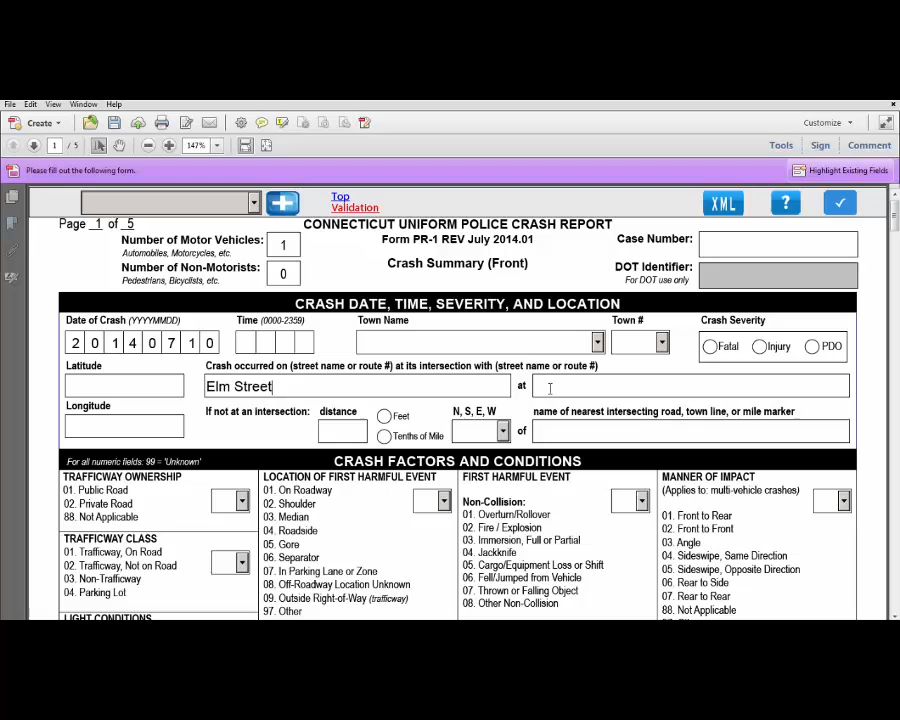 File Edit View Window Help
Create Customize
1 / 5 147% Tools Sign Comment
Please fill out the following form. Highlight Existing Fields
Top XML ?
Validation
Page 1 of 5 CONNECTICUT UNIFORM POLICE CRASH REPORT
Number of Motor Vehicles: 1 Form PR-1 REV July 2014.01 Case Number:
Automobiles, Motorcycles, etc.
Crash Summary (Front)
Number of Non-Motorists: 0 DOT Identifier:
Pedestrians, Bicyclists, etc. For DOT use only
CRASH DATE, TIME, SEVERITY, AND LOCATION
Date of Crash (YYYYMMDD) Time (0000-2359) Town Name Town # Crash Severity
2 0 1 4 0 7 1 0 Fatal Injury PDO
Latitude Crash occurred on (street name or route #) at its intersection with (street name or route #)
Elm Street at
Longitude If not at an intersection: distance Feet N, S, E, W name of nearest intersecting road, town line, or mile marker
Tenths of Mile of
For all numeric fields: 99 = 'Unknown' CRASH FACTORS AND CONDITIONS
TRAFFICWAY OWNERSHIP
01. Public Road
02. Private Road
88. Not Applicable
TRAFFICWAY CLASS
01. Trafficway, On Road
02. Trafficway, Not on Road
03. Non-Trafficway
04. Parking Lot
LIGHT CONDITIONS
LOCATION OF FIRST HARMFUL EVENT
01. On Roadway
02. Shoulder
03. Median
04. Roadside
05. Gore
06. Separator
07. In Parking Lane or Zone
08. Off-Roadway Location Unknown
09. Outside Right-of-Way (trafficway)
97. Other
FIRST HARMFUL EVENT
Non-Collision:
01. Overturn/Rollover
02. Fire / Explosion
03. Immersion, Full or Partial
04. Jackknife
05. Cargo/Equipment Loss or Shift
06. Fell/Jumped from Vehicle
07. Thrown or Falling Object
08. Other Non-Collision
MANNER OF IMPACT
(Applies to: multi-vehicle crashes)
01. Front to Rear
02. Front to Front
03. Angle
04. Sideswipe, Same Direction
05. Sideswipe, Opposite Direction
06. Rear to Side
07. Rear to Rear
88. Not Applicable